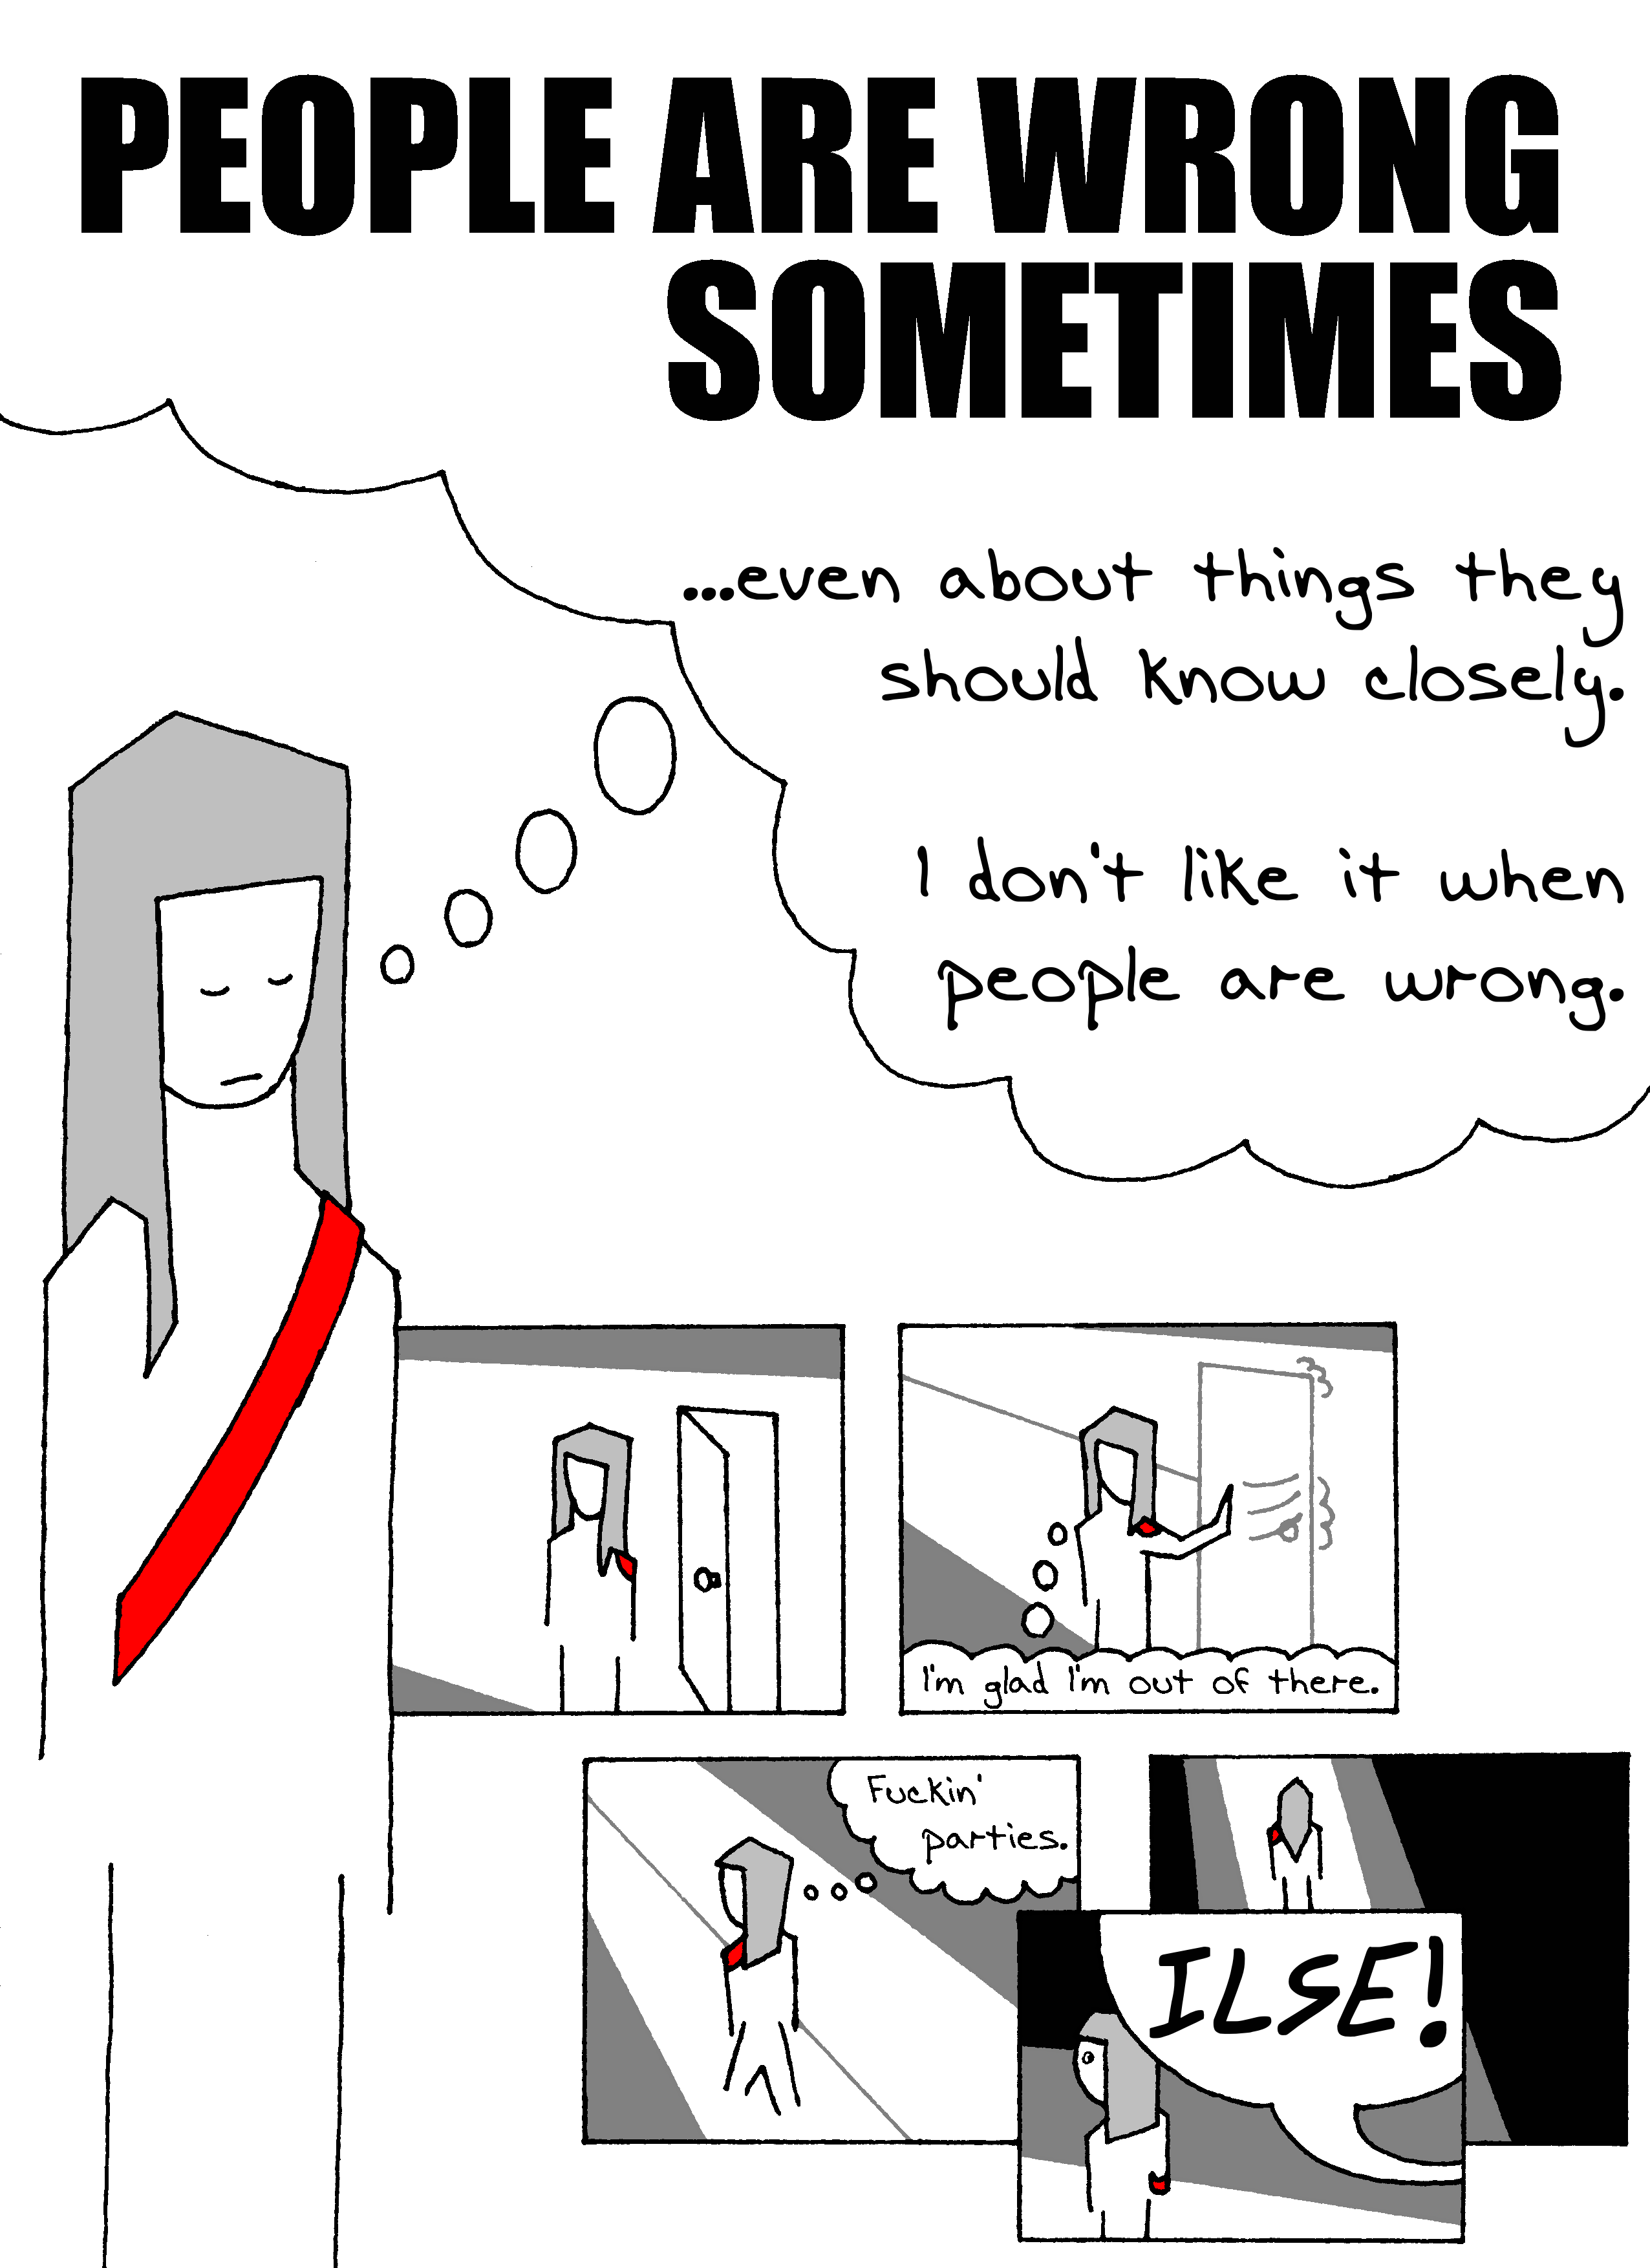 PEOPLE ARE WRONG
SOMETIMES
...even about things they
should know closely.
I don't like it when
people are wrong.
I'm glad I'm out of there.
Fuckin'
parties.
ILSE!